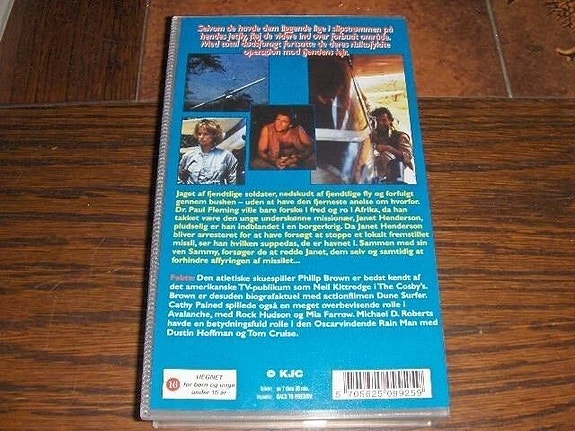 Selvom de havde dem liggende lige i slipstrømmen på
hendes jetfly, fløj de videre ind over forbudt område.
Med total dødsforagt fortsatte de deres risikofyldte
operation mod fjendens lejr.
Jaget af fjendtlige soldater, nedskudt af fjendtlige fly og forfulgt
gennem bushen - uden at have den fjerneste anelse om hvorfor.
Dr. Paul Fleming ville bare forske i fred og ro i Afrika, da han
takket være den unge underskønne missionær, Janet Henderson,
pludselig er han indblandet i en borgerkrig. Da Janet Henderson
bliver arresteret for at have forsøgt at stoppe et lokalt fremstillet
missil, ser han hvilken suppedas, de er havnet i. Sammen med sin
ven Sammy, forsøger de at redde Janet, dem selv og samtidig at
forhindre affyringen af missilet...
Fakta: Den atletiske skuespiller Philip Brown er bedst kendt af
det amerikanske TV-publikum som Neil Kittredge i The Cosby's.
Brown er desuden biografaktuel med actionfilmen Dune Surfer.
Cathy Pained spillede også en meget overbevisende rolle i
Avalanche, med Rock Hudson og Mia Farrow. Michael D. Roberts
havde en betydningsfuld rolle i den Oscarvindende Rain Man med
Dustin Hoffman og Tom Cruise.
© KJC
16
UEGNET
for børn og unge
under 16 år
5 705625 099259